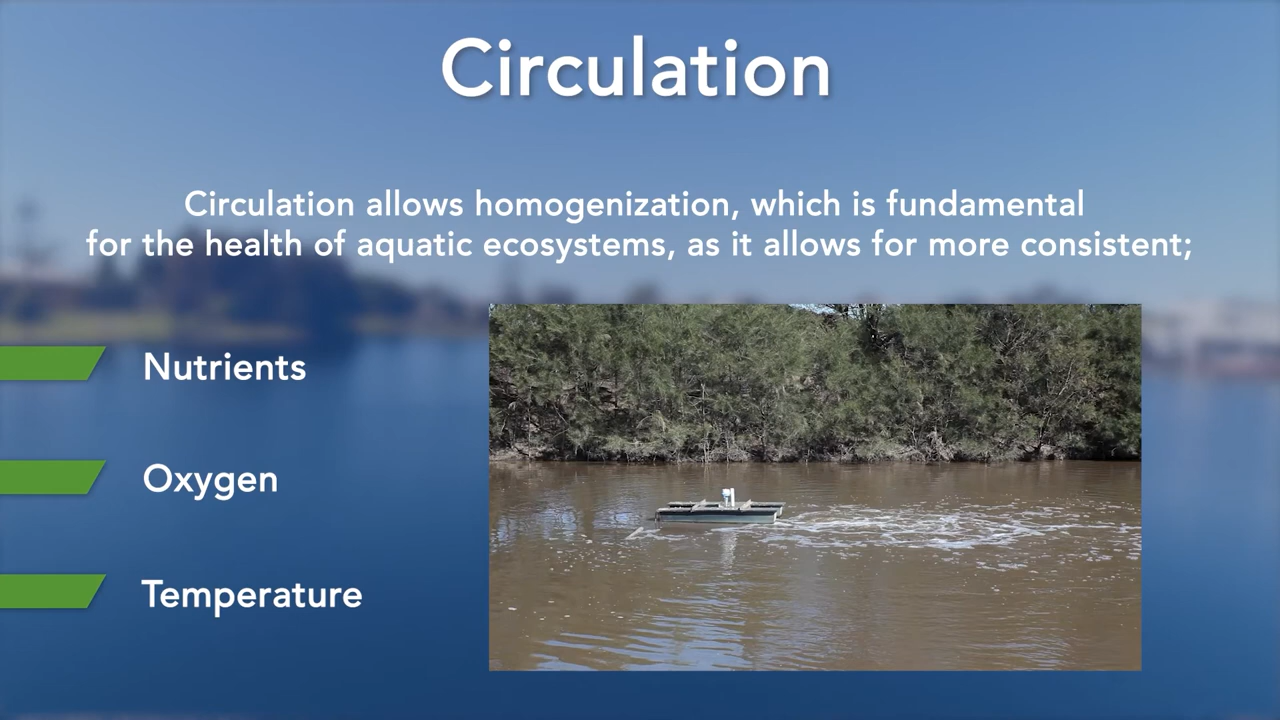 Circulation
Circulation allows homogenization, which is fundamental
for the health of aquatic ecosystems, as it allows for more consistent;
Nutrients
Oxygen
Temperature